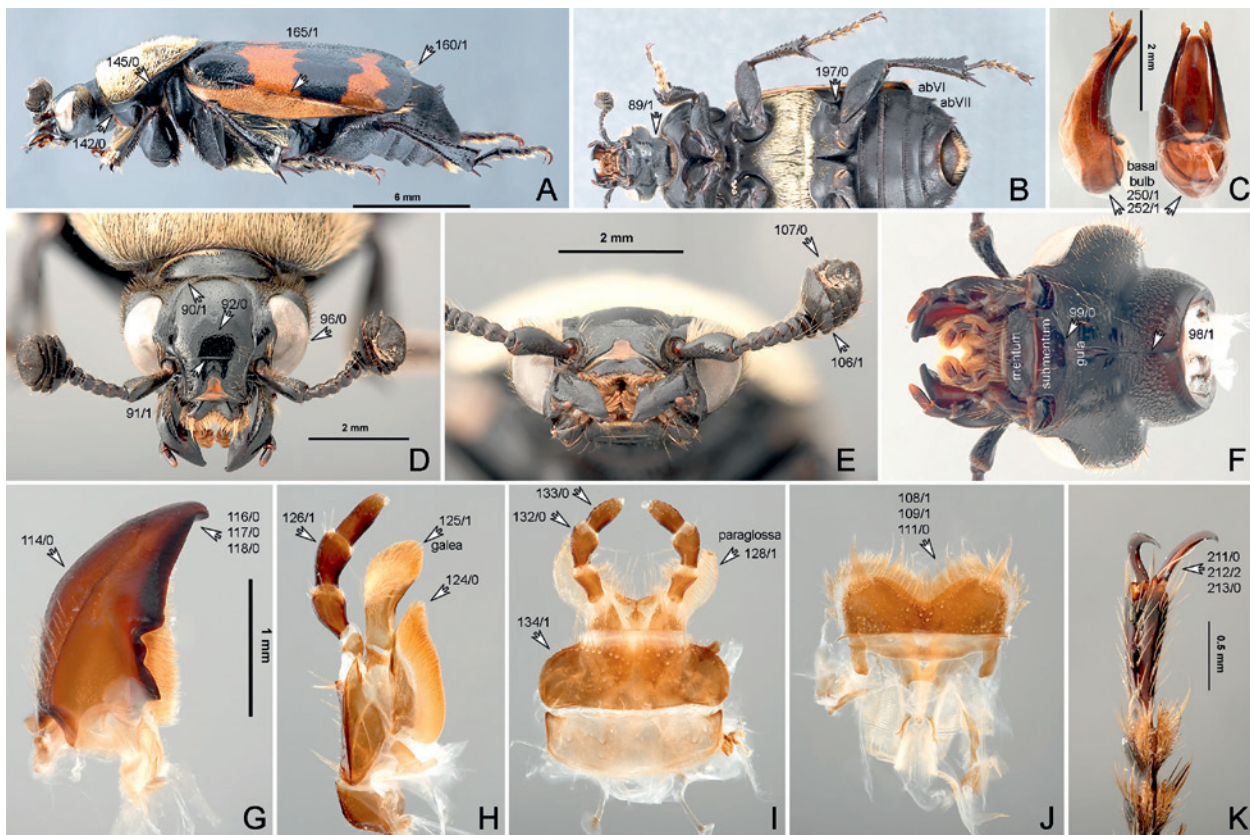 165/1
160/1
145/0
142/0
6 mm
A
197/0
89/1
abVI
abVII
B
2 mm
basal
bulb
250/1
252/1
C
90/1
92/0
96/0
91/1
2 mm
D
2 mm
107/0
106/1
E
99/0
98/1
mentum
submentum
gula
F
114/0
116/0
117/0
118/0
1 mm
G
126/1
125/1
galea
124/0
H
133/0
132/0
paraglossa
128/1
134/1
I
108/1
109/1
111/0
J
211/0
212/2
213/0
0.5 mm
K